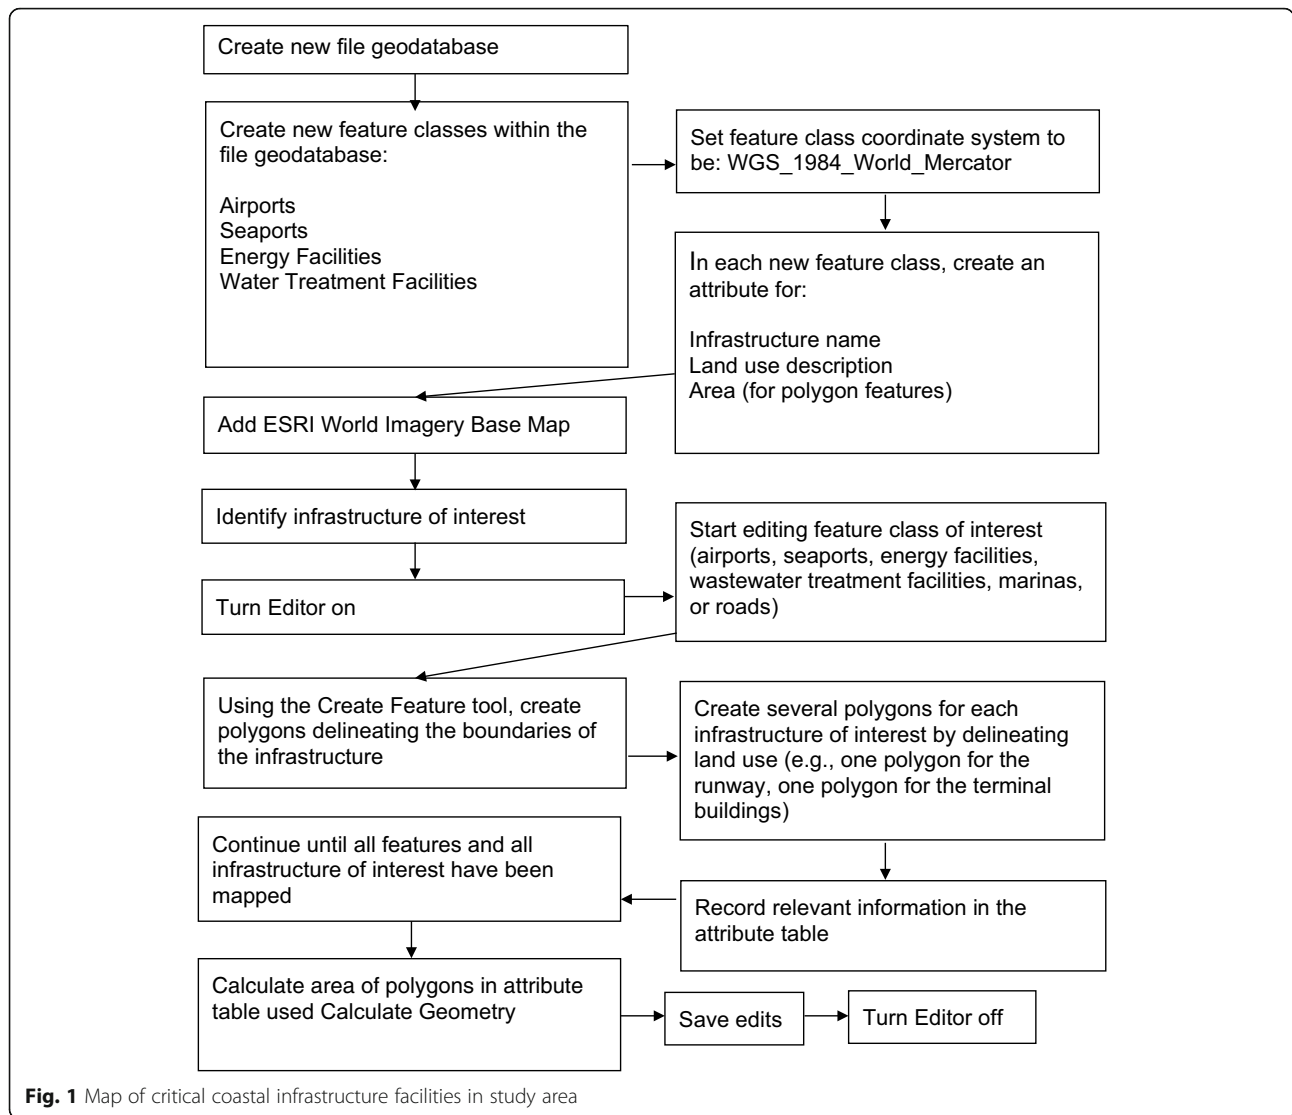 Create new file geodatabase
Create new feature classes within the
file geodatabase:
Airports
Seaports
Energy Facilities
Water Treatment Facilities
Set feature class coordinate system to
be: WGS_1984_World_Mercator
In each new feature class, create an
attribute for:
Infrastructure name
Land use description
Area (for polygon features)
Add ESRI World Imagery Base Map
Identify infrastructure of interest
Turn Editor on
Start editing feature class of interest
(airports, seaports, energy facilities,
wastewater treatment facilities, marinas,
or roads)
Using the Create Feature tool, create
polygons delineating the boundaries of
the infrastructure
Create several polygons for each
infrastructure of interest by delineating
land use (e.g., one polygon for the
runway, one polygon for the terminal
buildings)
Record relevant information in the
attribute table
Continue until all features and all
infrastructure of interest have been
mapped
Calculate area of polygons in attribute
table used Calculate Geometry
Save edits
Turn Editor off
Fig. 1 Map of critical coastal infrastructure facilities in study area